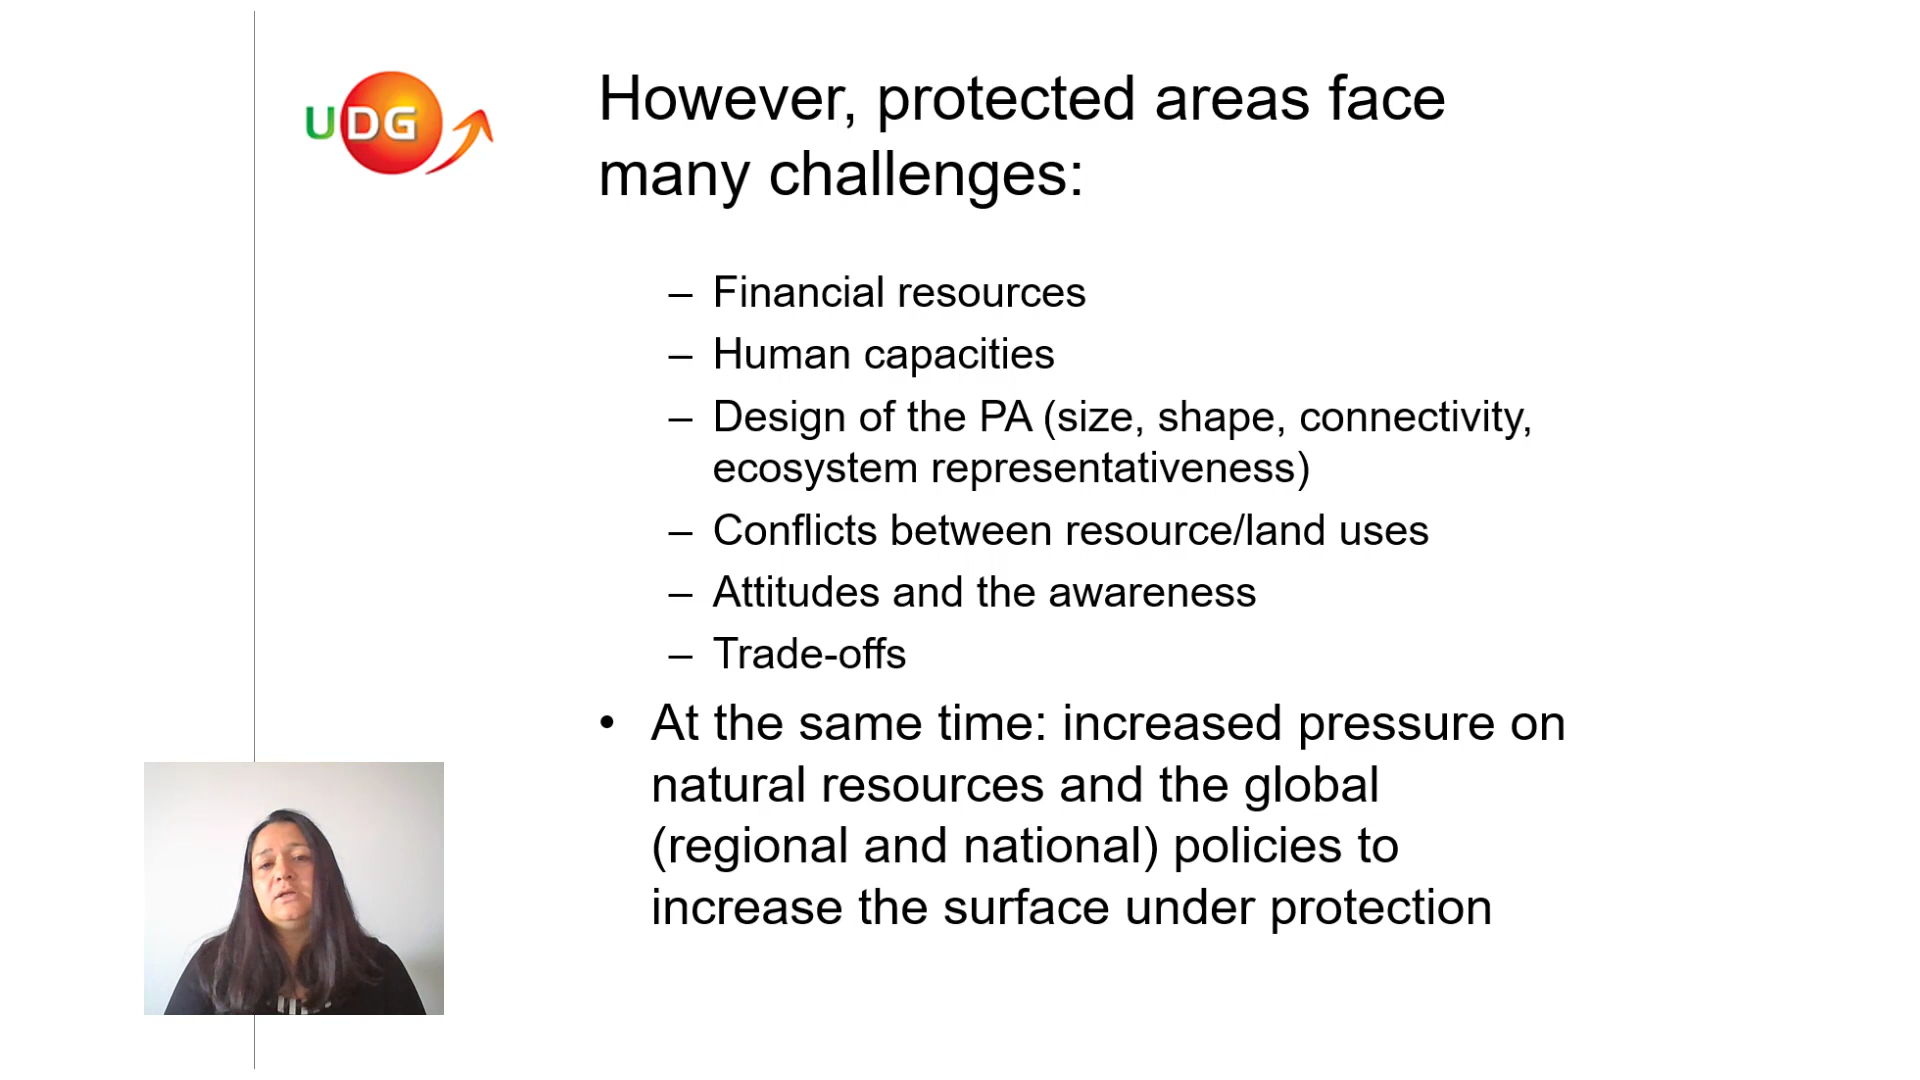 UDG
However, protected areas face
many challenges:
– Financial resources
– Human capacities
– Design of the PA (size, shape, connectivity,
ecosystem representativeness)
– Conflicts between resource/land uses
– Attitudes and the awareness
– Trade-offs
• At the same time: increased pressure on
natural resources and the global
(regional and national) policies to
increase the surface under protection